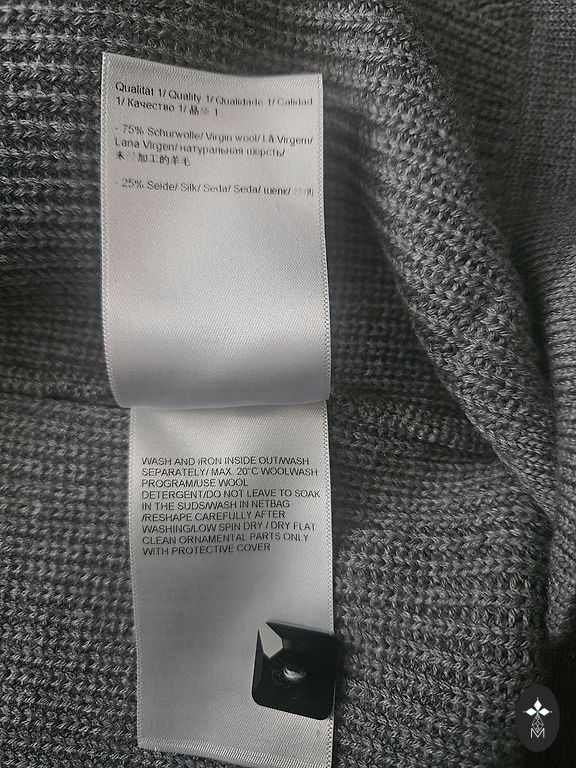 Qualität 1/ Quality 1/ Qualidade 1/ Calidad
1/ Качество 1/ 品 1
- 75% Schurwolle/ Virgin wool/ Lã Virgem/
Lana Virgen/ натуральная шерсть/
未 加工的羊毛
- 25% Seide/ Silk/ Seda/ Seda/ шелк/
WASH AND IRON INSIDE OUT/WASH
SEPARATELY/ MAX. 20°C WOOLWASH
PROGRAM/USE WOOL
DETERGENT/DO NOT LEAVE TO SOAK
IN THE SUDS/WASH IN NETBAG
/RESHAPE CAREFULLY AFTER
WASHING/LOW SPIN DRY / DRY FLAT
CLEAN ORNAMENTAL PARTS ONLY
WITH PROTECTIVE COVER
M